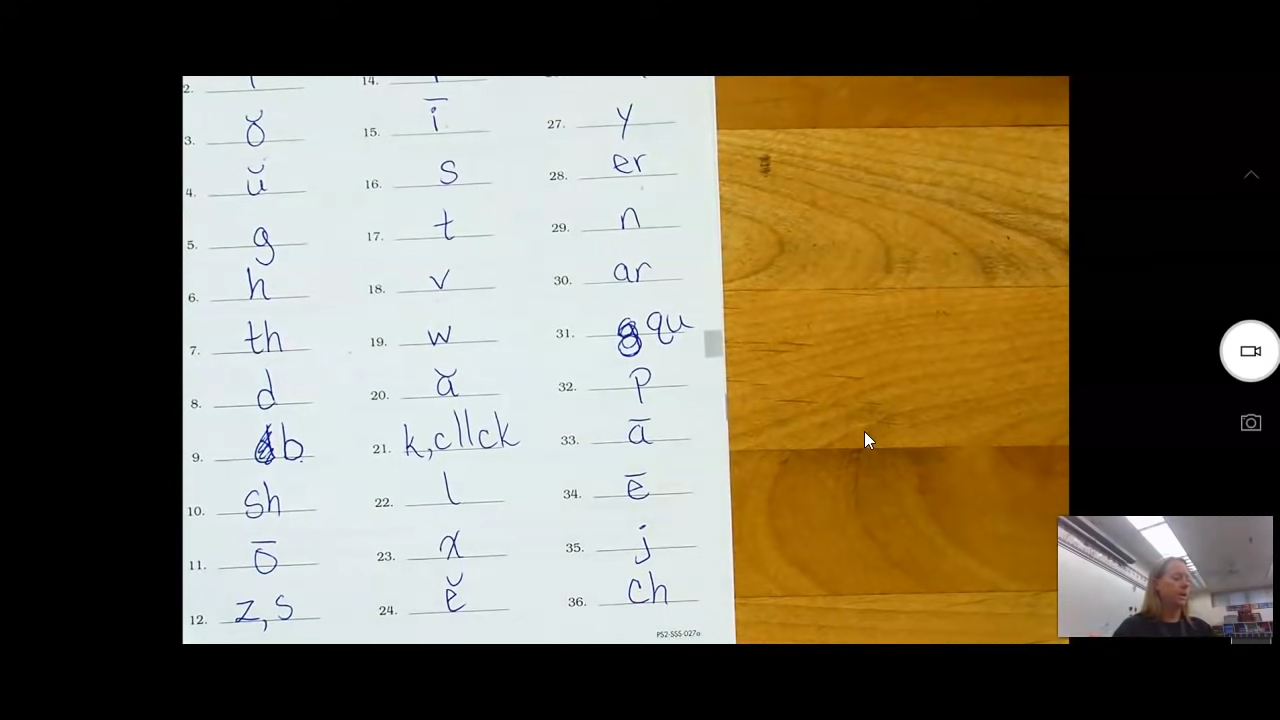 2.
3. ŏ
4. ŭ
5. g
6. h
7. th
8. d
9. b
10. sh
11. ō
12. z, s
14.
15. ī
16. s
17. t
18. v
19. w
20. ă
21. k, c||ck
22. l
23. x
24. ĕ
27. y
28. er
29. n
30. ar
31. qu
32. p
33. ā
34. ē
35. j
36. ch
PS2-SSS-027a